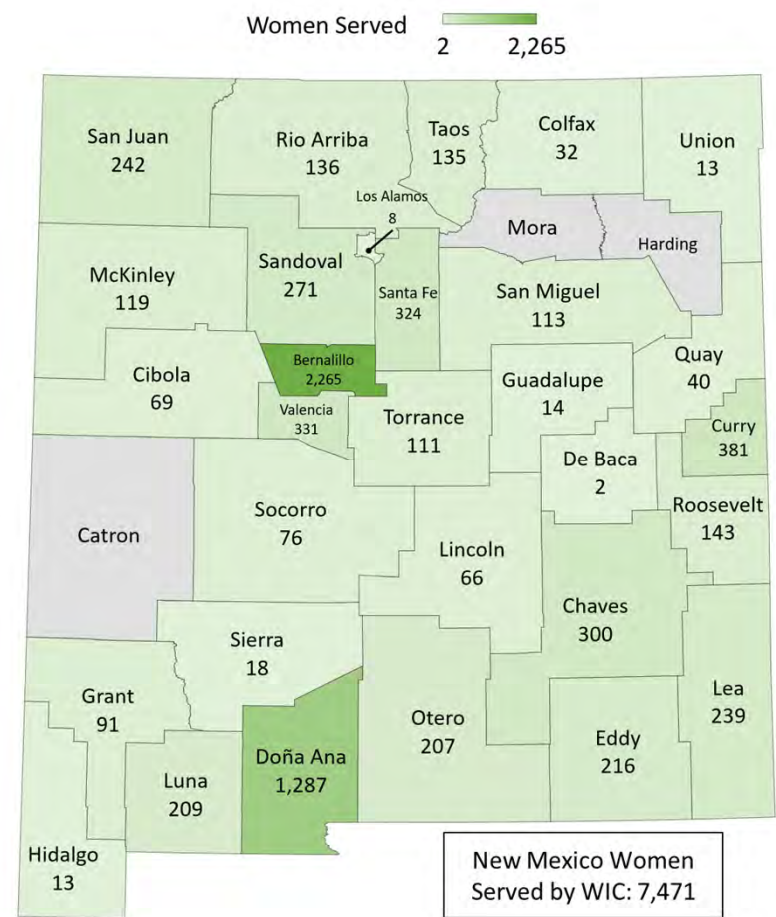 Women Served
2 2,265
San Juan
242
Rio Arriba
136
Taos
135
Colfax
32
Union
13
Los Alamos
8
Mora
Harding
McKinley
119
Sandoval
271
Santa Fe
324
San Miguel
113
Cibola
69
Bernalillo
2,265
Valencia
331
Torrance
111
Guadalupe
14
Quay
40
Curry
381
De Baca
2
Roosevelt
143
Catron
Socorro
76
Lincoln
66
Chaves
300
Sierra
18
Grant
91
Doña Ana
1,287
Otero
207
Lea
239
Eddy
216
Luna
209
Hidalgo
13
New Mexico Women
Served by WIC: 7,471